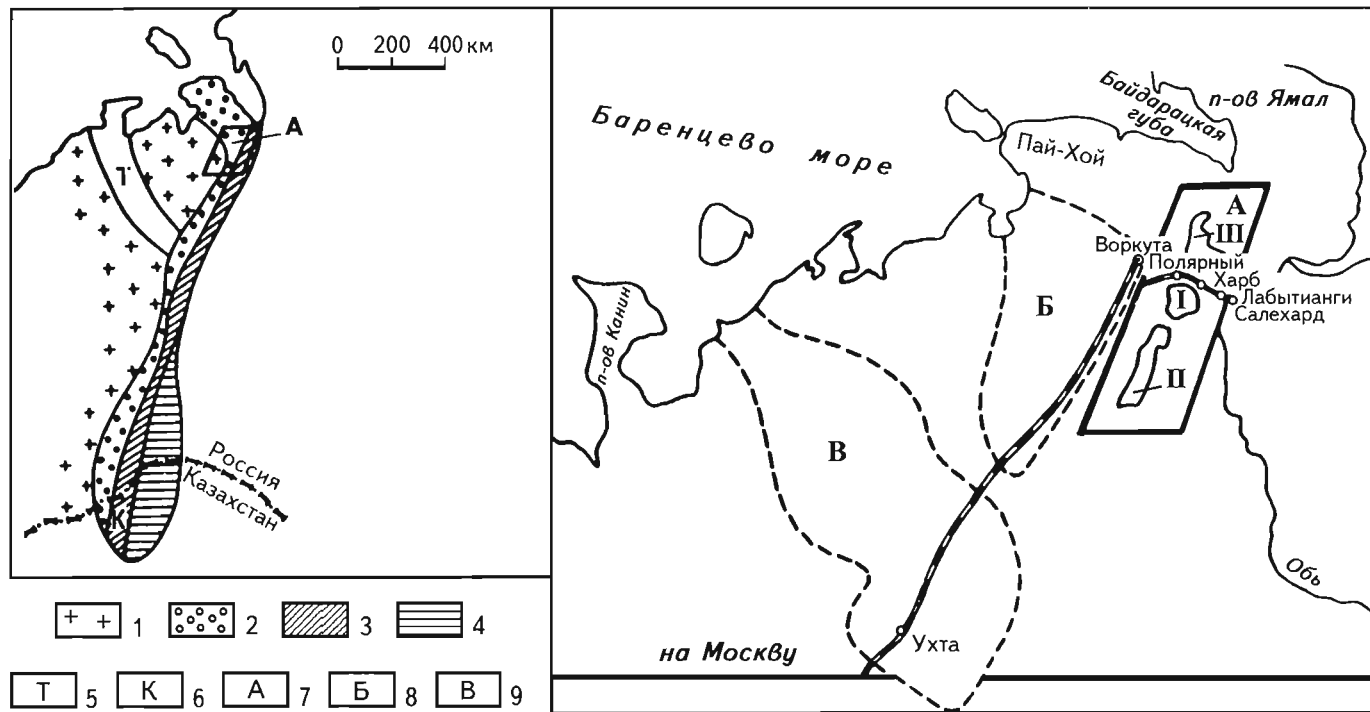 0 200 400 км
А
Т
Россия
Казахстан
К
1
2
3
4
Т 5
К 6
А 7
Б 8
В 9
Баренцево море
Байдарацкая
губа
п-ов Ямал
Пай-Хой
п-ов Канин
А
III
Воркута
Полярный
Харб
Лабытианги
Салехард
I
II
Б
В
Обь
Ухта
на Москву